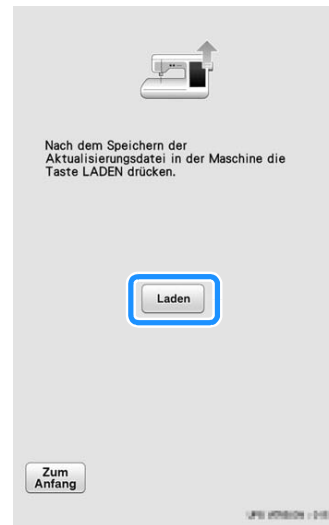 Nach dem Speichern der
Aktualisierungsdatei in der Maschine die
Taste LADEN drücken.
Laden
Zum
Anfang